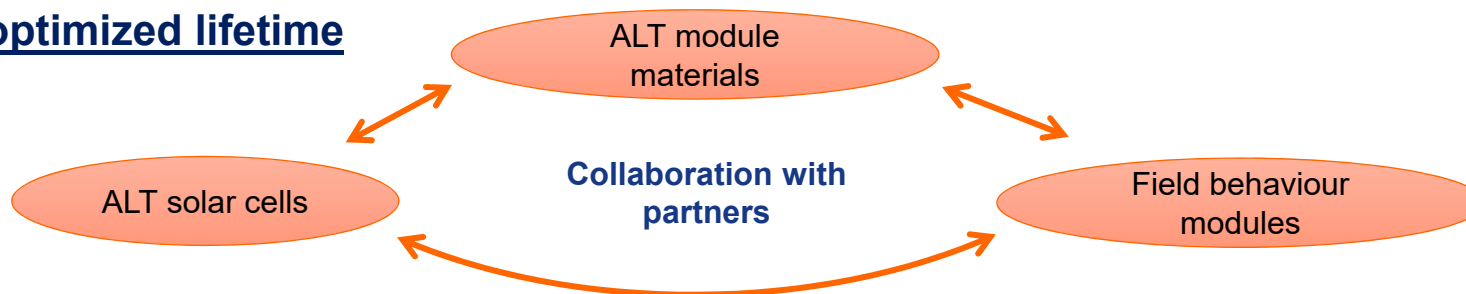 optimized lifetime
ALT module
materials
ALT solar cells
Collaboration with
partners
Field behaviour
modules